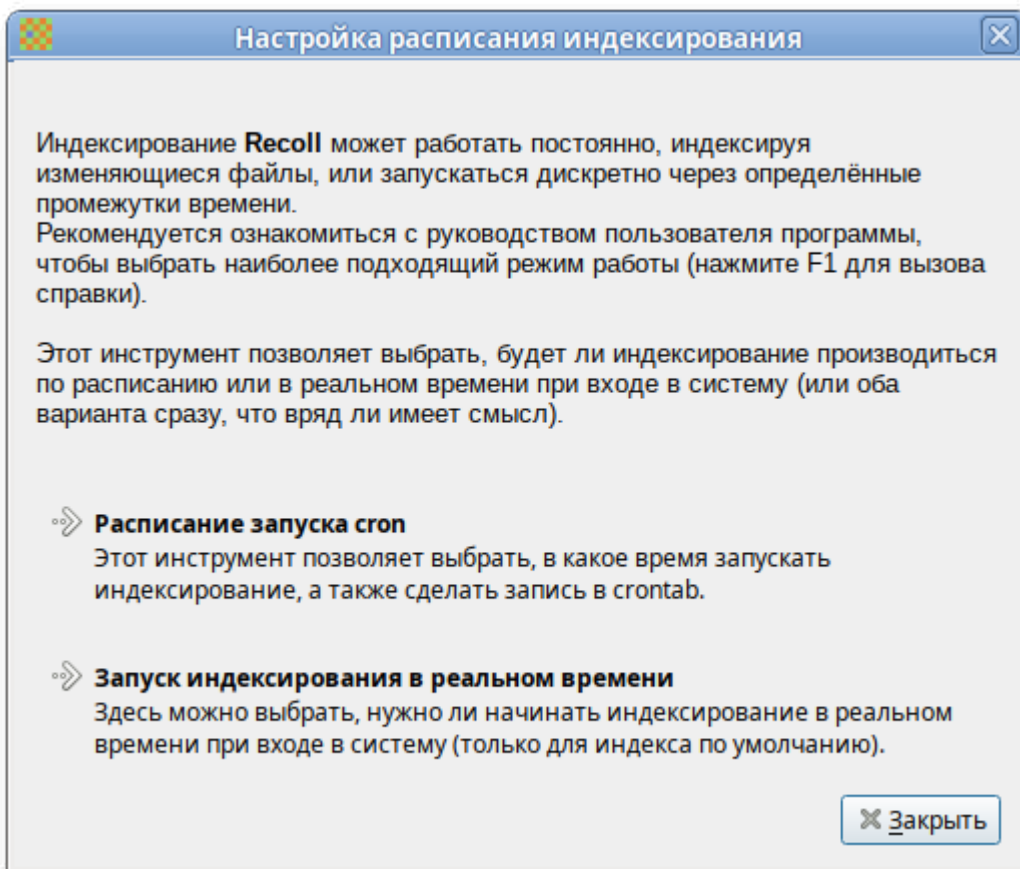 Настройка расписания индексирования
Индексирование Recoll может работать постоянно, индексируя
изменяющиеся файлы, или запускаться дискретно через определённые
промежутки времени.
Рекомендуется ознакомиться с руководством пользователя программы,
чтобы выбрать наиболее подходящий режим работы (нажмите F1 для вызова
справки).
Этот инструмент позволяет выбрать, будет ли индексирование производиться
по расписанию или в реальном времени при входе в систему (или оба
варианта сразу, что вряд ли имеет смысл).
Расписание запуска cron
Этот инструмент позволяет выбрать, в какое время запускать
индексирование, а также сделать запись в crontab.
Запуск индексирования в реальном времени
Здесь можно выбрать, нужно ли начинать индексирование в реальном
времени при входе в систему (только для индекса по умолчанию).
Закрыть